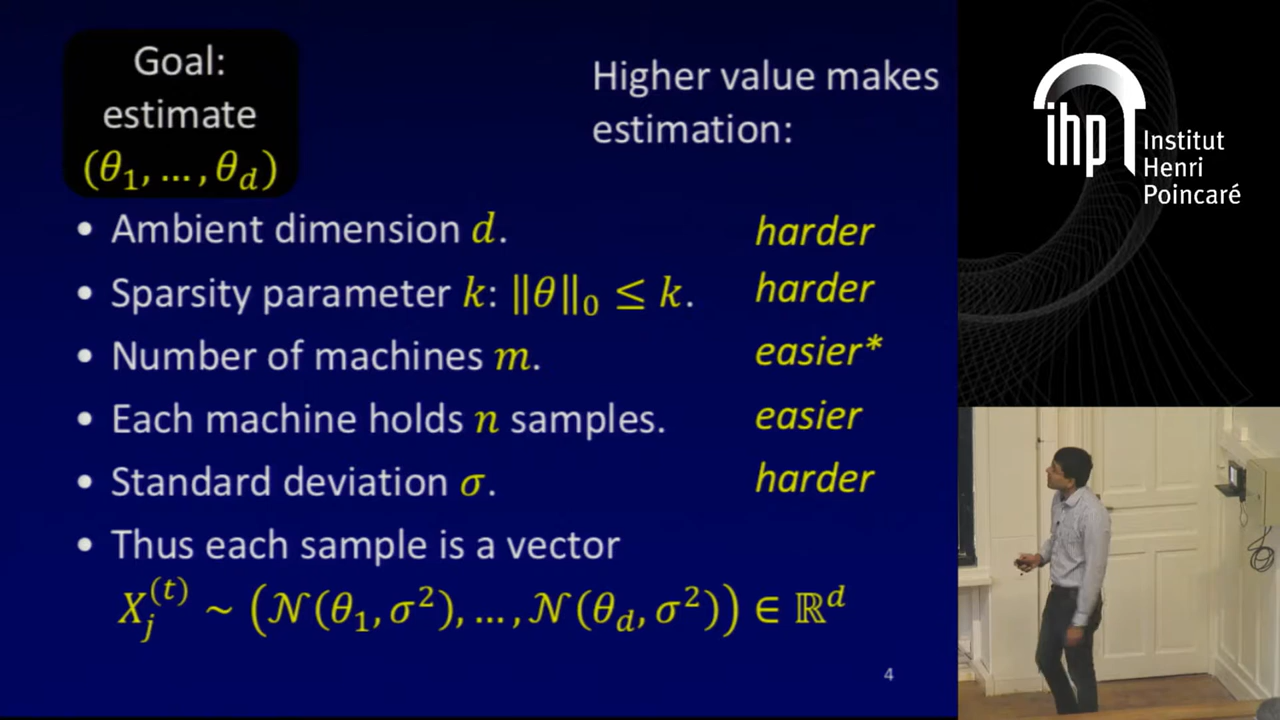 Goal:
estimate
(θ₁, …, θ_d)
Higher value makes
estimation:
• Ambient dimension d. harder
• Sparsity parameter k: ‖θ‖₀ ≤ k. harder
• Number of machines m. easier*
• Each machine holds n samples. easier
• Standard deviation σ. harder
• Thus each sample is a vector
X_j^(t) ~ (𝒩(θ₁, σ²), …, 𝒩(θ_d, σ²)) ∈ ℝ^d
4
ihp
Institut
Henri
Poincaré